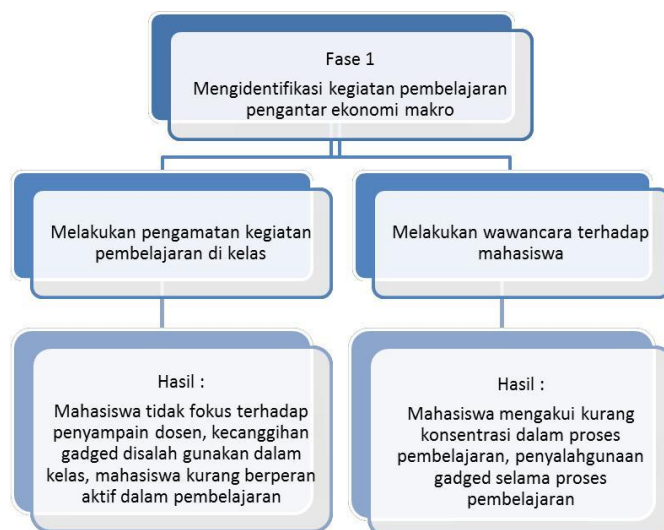 Fase 1
Mengidentifikasi kegiatan pembelajaran
pengantar ekonomi makro
Melakukan pengamatan kegiatan
pembelajaran di kelas
Melakukan wawancara terhadap
mahasiswa
Hasil :
Mahasiswa tidak fokus terhadap
penyampain dosen, kecanggihan
gadged disalah gunakan dalam
kelas, mahasiswa kurang berperan
aktif dalam pembelajaran
Hasil :
Mahasiswa mengakui kurang
konsentrasi dalam proses
pembelajaran, penyalahgunaan
gadged selama proses
pembelajaran